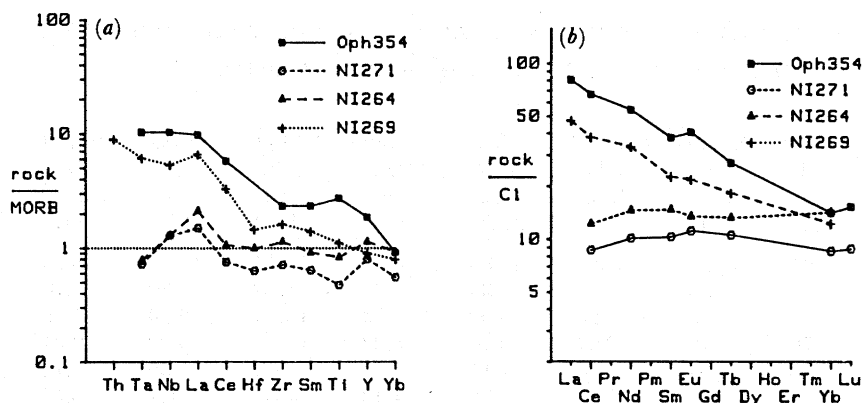 (a)
100
10
1
0.1
rock
MORB
Oph354
NI271
NI264
NI269
Th Ta Nb La Ce Hf Zr Sm Ti Y Yb
(b)
100
50
10
5
rock
C1
Oph354
NI271
NI264
NI269
La Pr Pm Eu Tb Ho Tm Lu
Ce Nd Sm Gd Dy Er Yb